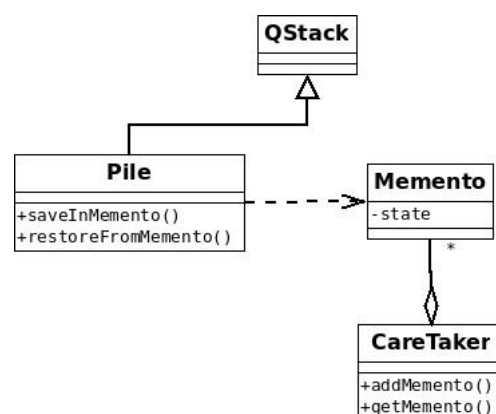 QStack
Pile
+saveInMemento()
+restoreFromMemento()
Memento
-state
*
CareTaker
+addMemento()
+getMemento()